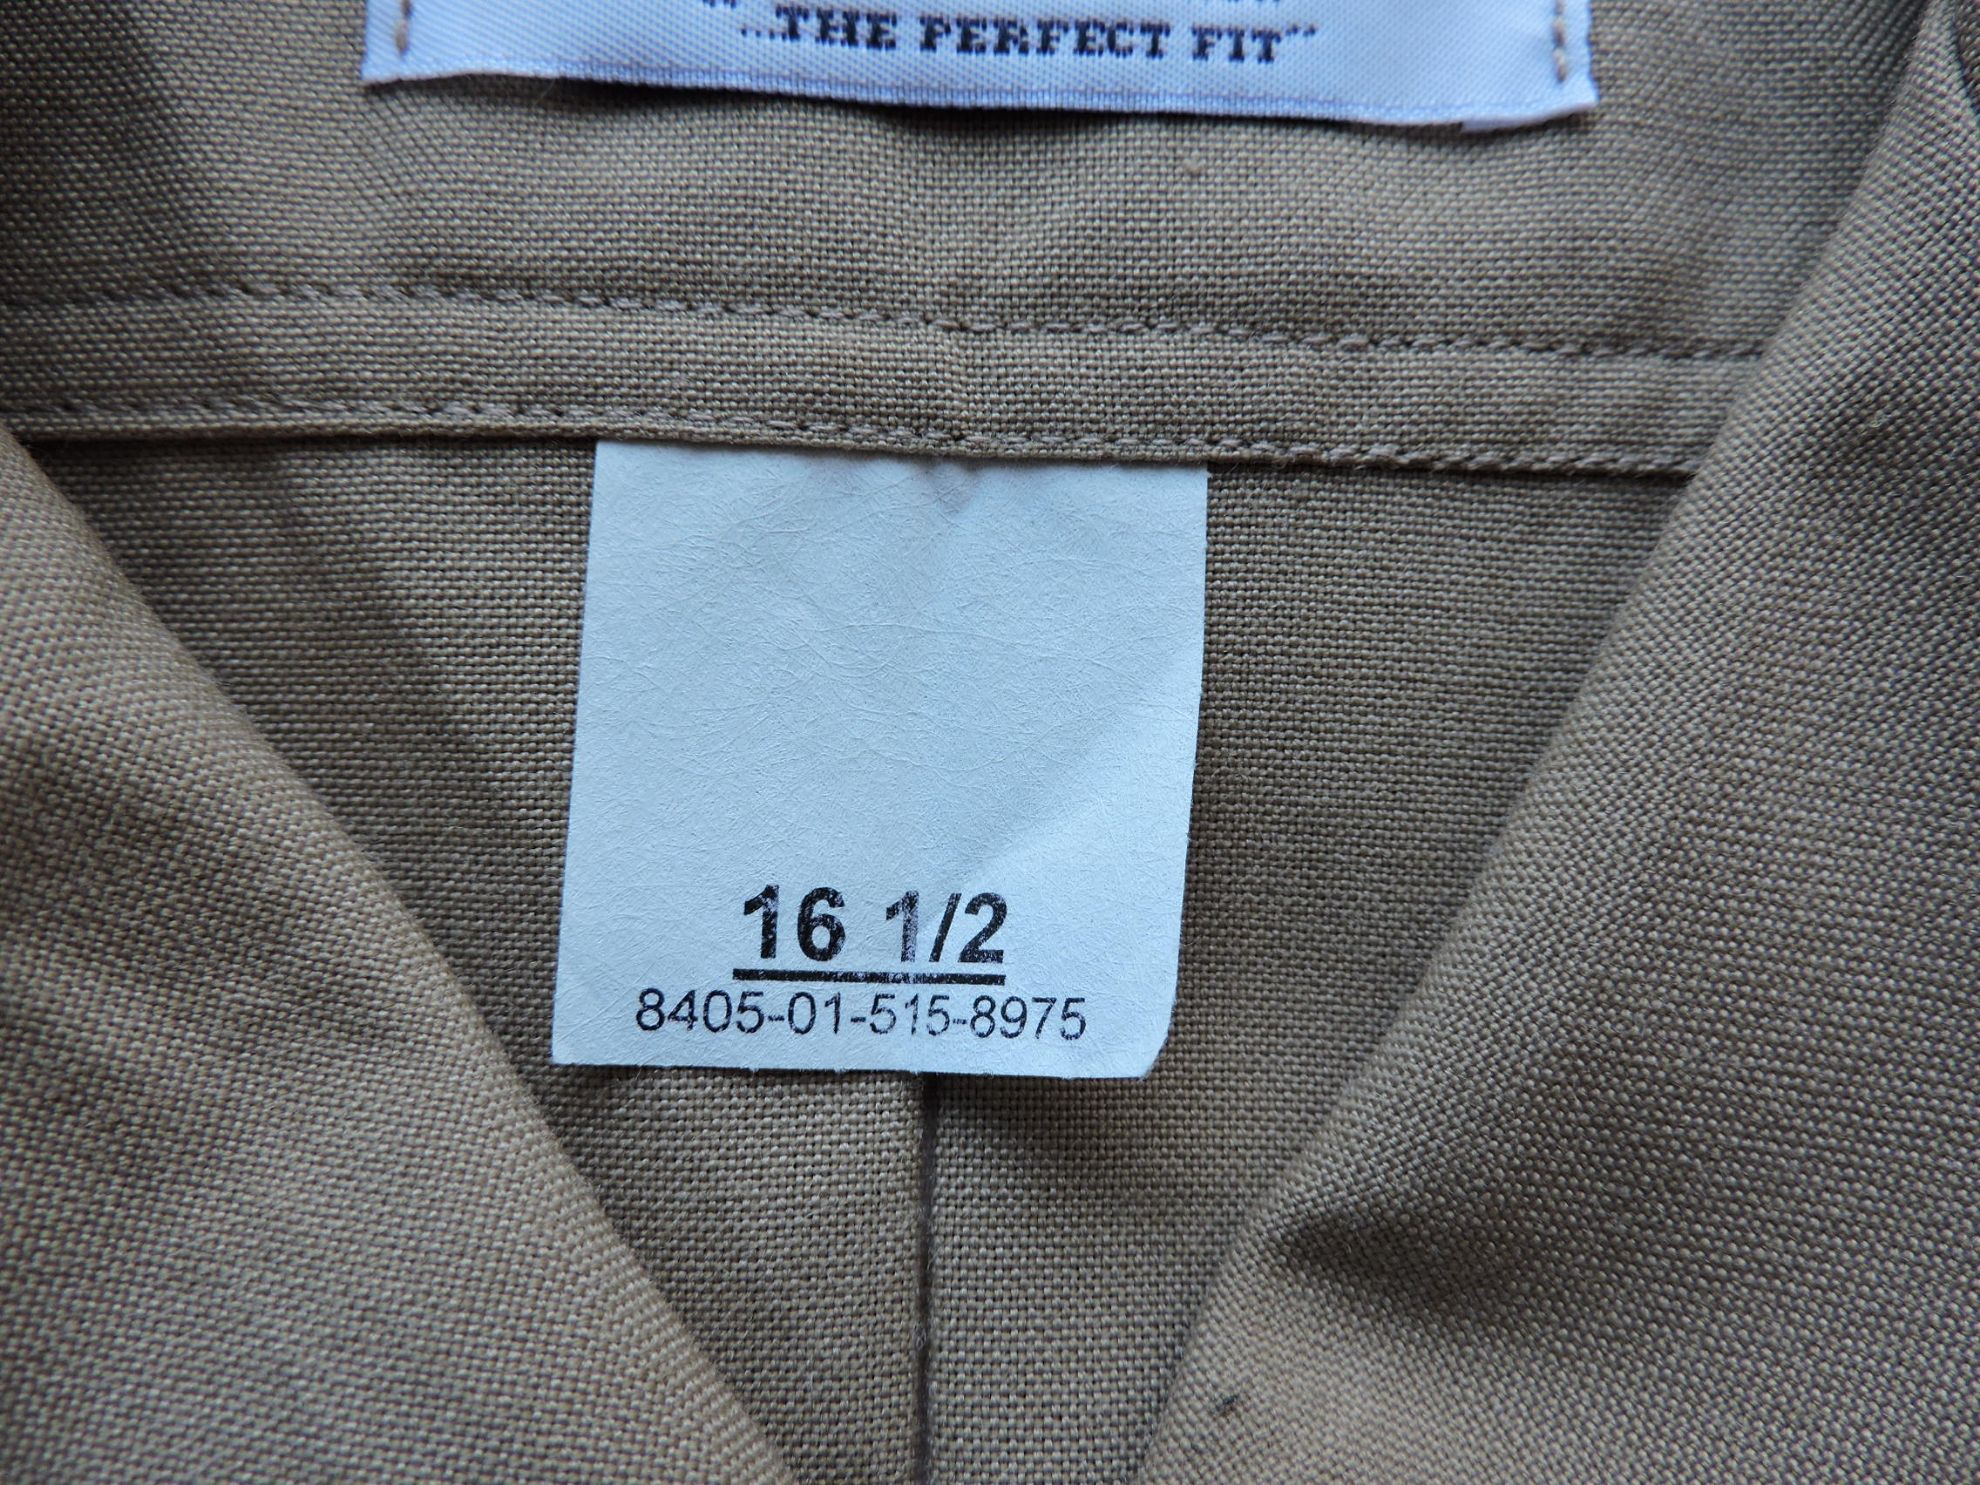 ...THE PERFECT FIT"
16 1/2
8405-01-515-8975